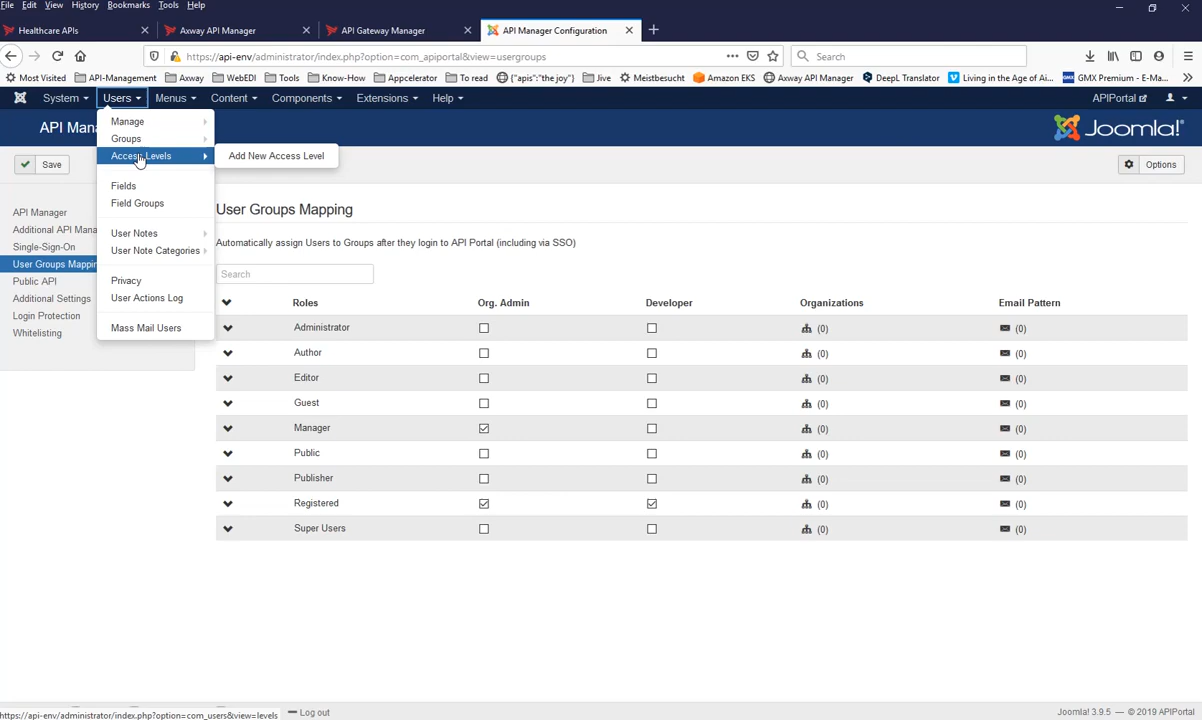 File Edit View History Bookmarks Tools Help
Healthcare APIs
Axway API Manager
API Gateway Manager
API Manager Configuration
https://api-env/administrator/index.php?option=com_apiportal&view=usergroups
Search
Most Visited API-Management Axway WebEDI Tools Know-How Appcelerator To read {"apis":"the joy"} Jive Meistbesucht Amazon EKS Axway API Manager DeepL Translator Living in the Age of Ai... GMX Premium - E-Ma...
System Users Menus Content Components Extensions Help APIPortal
API Mana
Joomla!
Save
Options
Manage
Groups
Access Levels
Add New Access Level
Fields
Field Groups
User Notes
User Note Categories
Privacy
User Actions Log
Mass Mail Users
API Manager
Additional API Mana
Single-Sign-On
User Groups Mappin
Public API
Additional Settings
Login Protection
Whitelisting
User Groups Mapping
Automatically assign Users to Groups after they login to API Portal (including via SSO)
Search
Roles Org. Admin Developer Organizations Email Pattern
Administrator (0) (0)
Author (0) (0)
Editor (0) (0)
Guest (0) (0)
Manager (0) (0)
Public (0) (0)
Publisher (0) (0)
Registered (0) (0)
Super Users (0) (0)
https://api-env/administrator/index.php?option=com_users&view=levels
Log out
Joomla! 3.9.5 — © 2019 APIPortal